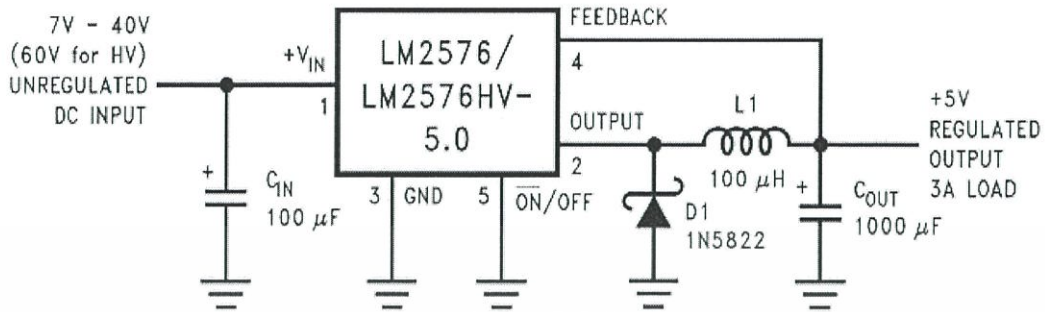 7V - 40V
(60V for HV)
UNREGULATED
DC INPUT
+V_IN
1
C_IN
100 μF
+
LM2576/
LM2576HV-
5.0
3
GND
5
O̅N̅/OFF
FEEDBACK
4
OUTPUT
2
L1
100 μH
D1
1N5822
+
C_OUT
1000 μF
+5V
REGULATED
OUTPUT
3A LOAD